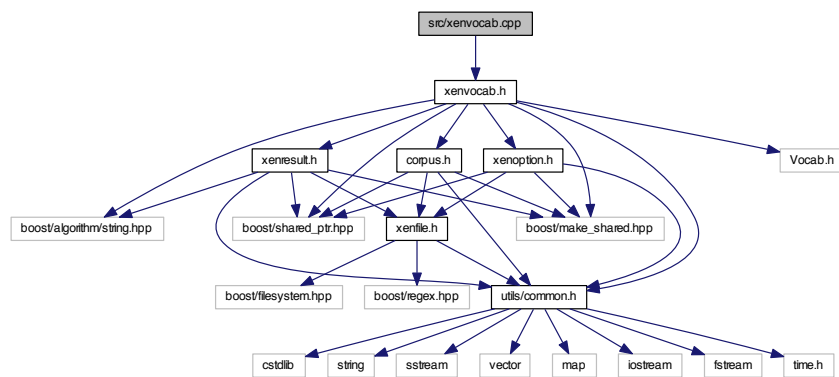 src/xenvocab.cpp
xenvocab.h
xenresult.h
corpus.h
xenoption.h
Vocab.h
boost/algorithm/string.hpp
boost/shared_ptr.hpp
xenfile.h
boost/make_shared.hpp
boost/filesystem.hpp
boost/regex.hpp
utils/common.h
cstdlib
string
sstream
vector
map
iostream
fstream
time.h